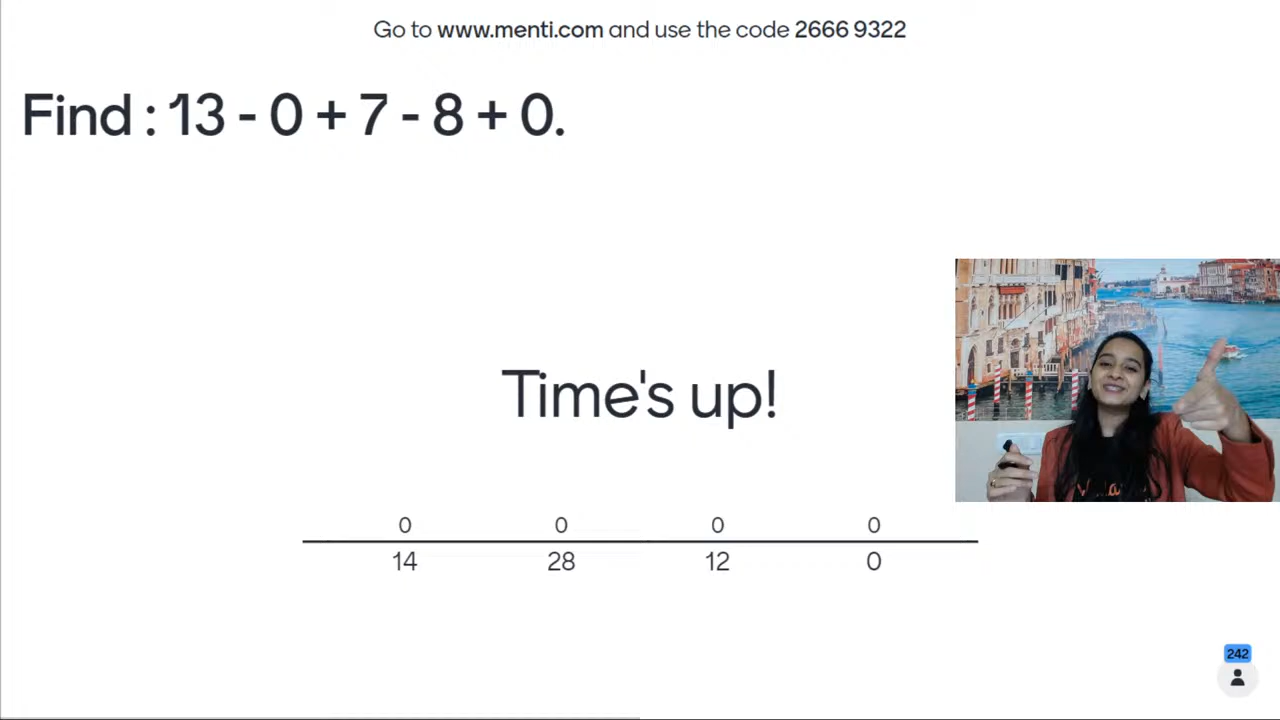 Go to www.menti.com and use the code 2666 9322
Find : 13 - 0 + 7 - 8 + 0.
Time's up!
0 0 0 0
14 28 12 0
242